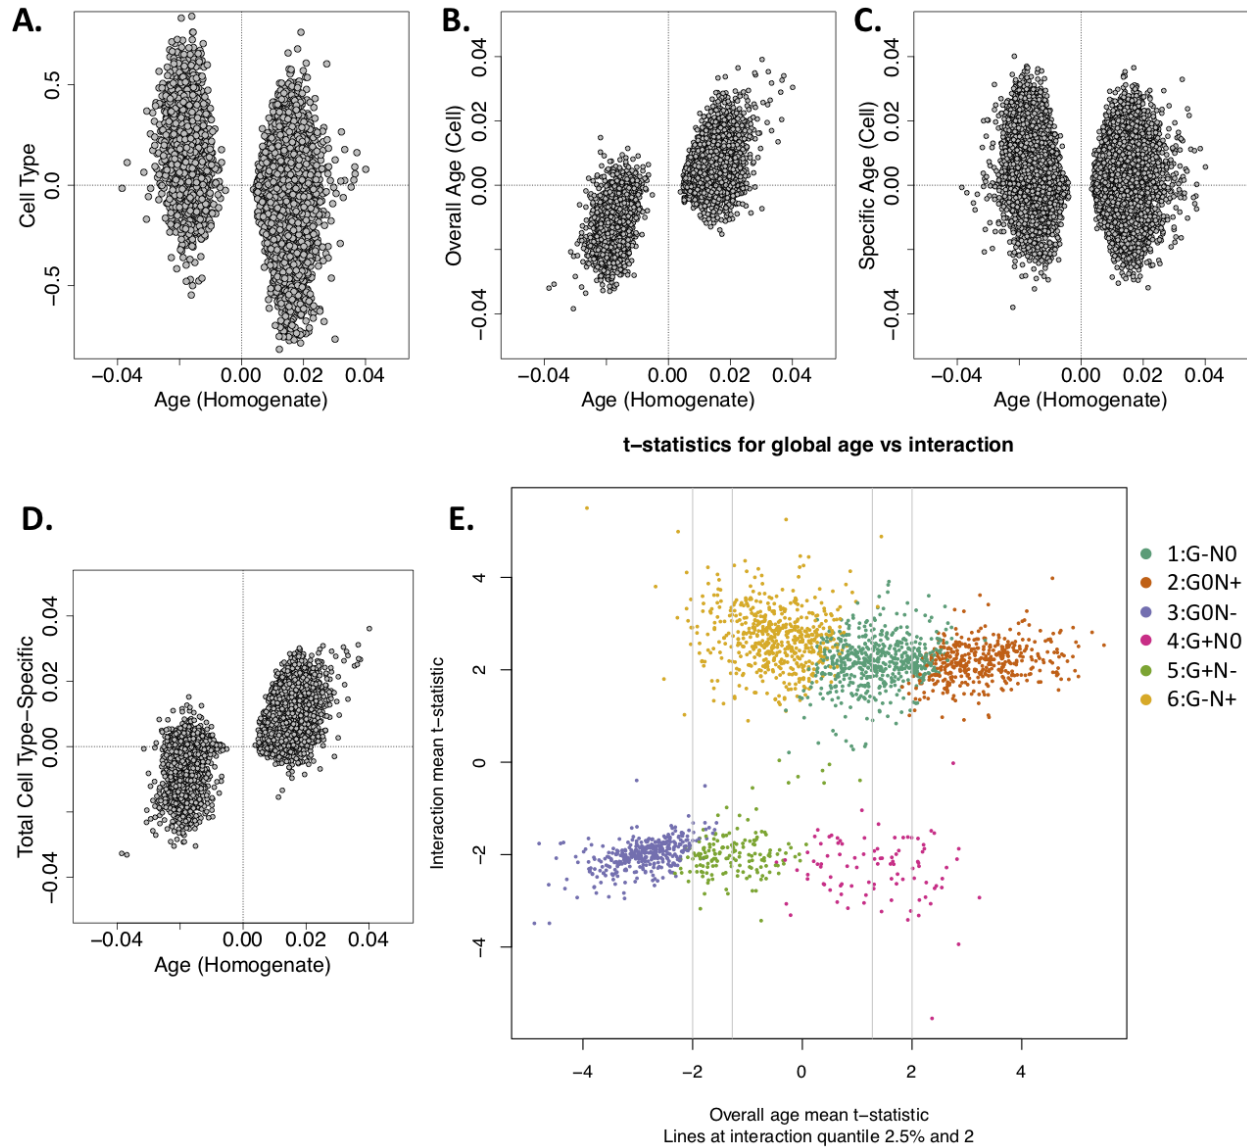 A.
B.
C.
Cell Type
0.5
0.0
−0.5
−0.04
0.00
0.02
0.04
Age (Homogenate)
Overall Age (Cell)
0.04
0.02
0.00
−0.04
−0.04
0.00
0.02
0.04
Age (Homogenate)
Specific Age (Cell)
0.04
0.02
0.00
−0.04
−0.04
0.00
0.02
0.04
Age (Homogenate)
D.
Total Cell Type−Specific
0.04
0.02
0.00
−0.04
−0.04
0.00
0.02
0.04
Age (Homogenate)
E.
t−statistics for global age vs interaction
Interaction mean t−statistic
4
2
0
−2
−4
−4
−2
0
2
4
Overall age mean t−statistic
Lines at interaction quantile 2.5% and 2
1:G-N0
2:G0N+
3:G0N-
4:G+N0
5:G+N-
6:G-N+